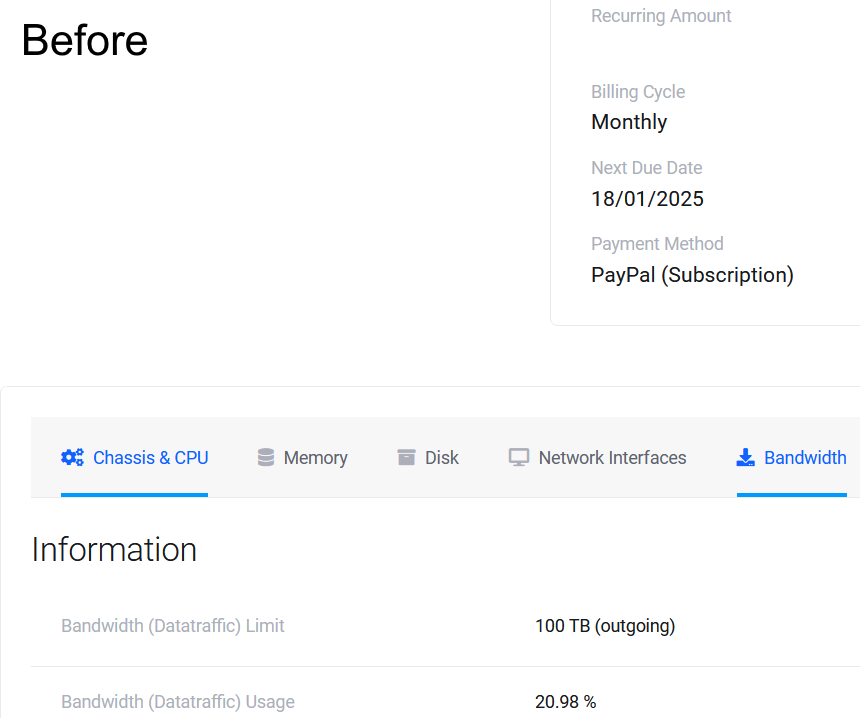 Before
Recurring Amount
Billing Cycle
Monthly
Next Due Date
18/01/2025
Payment Method
PayPal (Subscription)
Chassis & CPU Memory Disk Network Interfaces Bandwidth
Information
Bandwidth (Datatraffic) Limit 100 TB (outgoing)
Bandwidth (Datatraffic) Usage 20.98 %